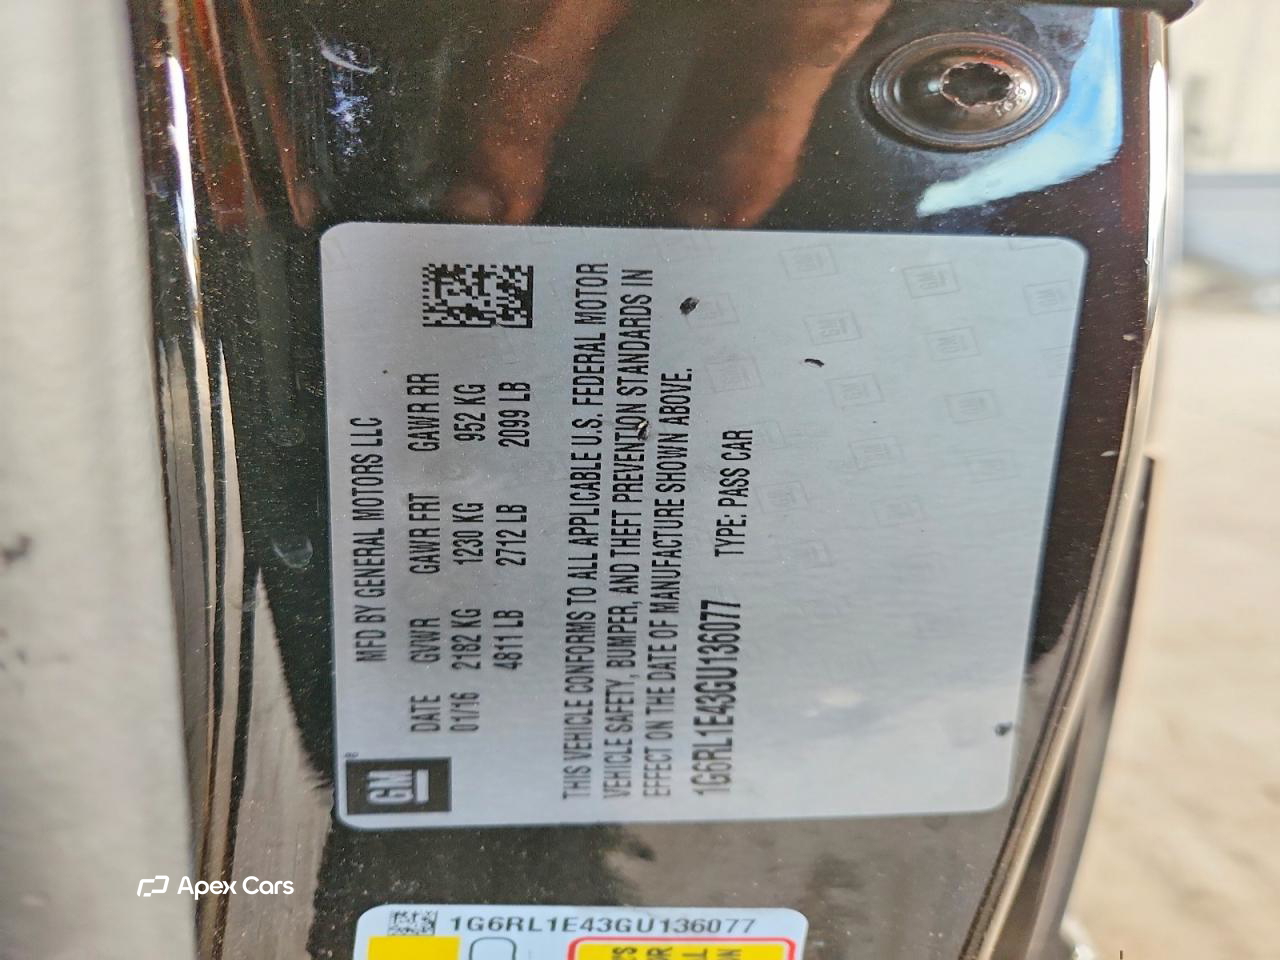 MFD BY GENERAL MOTORS LLC
GM®
DATE GVWR GAWR FRT GAWR RR
01/16 2182 KG 1230 KG 952 KG
4811 LB 2712 LB 2099 LB
THIS VEHICLE CONFORMS TO ALL APPLICABLE U.S. FEDERAL MOTOR
VEHICLE SAFETY, BUMPER, AND THEFT PREVENTION STANDARDS IN
EFFECT ON THE DATE OF MANUFACTURE SHOWN ABOVE.
1G6RL1E43GU136077 TYPE: PASS CAR
1G6RL1E43GU136077
Apex Cars